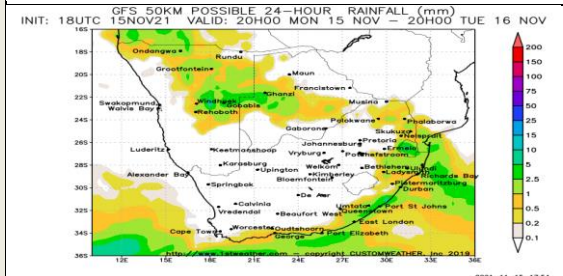 GFS 50KM POSSIBLE 24-HOUR RAINFALL (mm)
INIT: 18UTC 15NOV21 VALID: 20H00 MON 15 NOV - 20H00 TUE 16 NOV
16S
Ondangwa
Rundu
18S
Grootfontein
Maun
20S
Francistown
Ghanzi
Musina
22S
Swakopmund
Windhoek
Gobabis
Walvis Bay
Rehoboth
Polokwane
Phalaborwa
24S
Skukuza
Gaborone
Nelspruit
Pretoria
Johannesburg
26S
Luderitz
Keetmanshoop
Vryburg
Potchefstroom
Ermelo
Karasburg
Welkom
Bethlehem
28S
Alexander Bay
Upington
Kimberley
Ladysmith
Richards Bay
Bloemfontein
Pietermaritzburg
Springbok
Durban
30S
De Aar
Calvinia
Umtata
Port St Johns
32S
Vredendal
Beaufort West
Queenstown
East London
Cape Town
Worcester
Oudtshoorn
34S
George
Port Elizabeth
http://www.1stweather.com - copyright CUSTOMWEATHER, Inc 2019
36S
12E 15E 18E 21E 24E 27E 30E 33E 36E
200
150
100
75
50
25
15
10
5
2.5
1
0.5
0.2
0.1